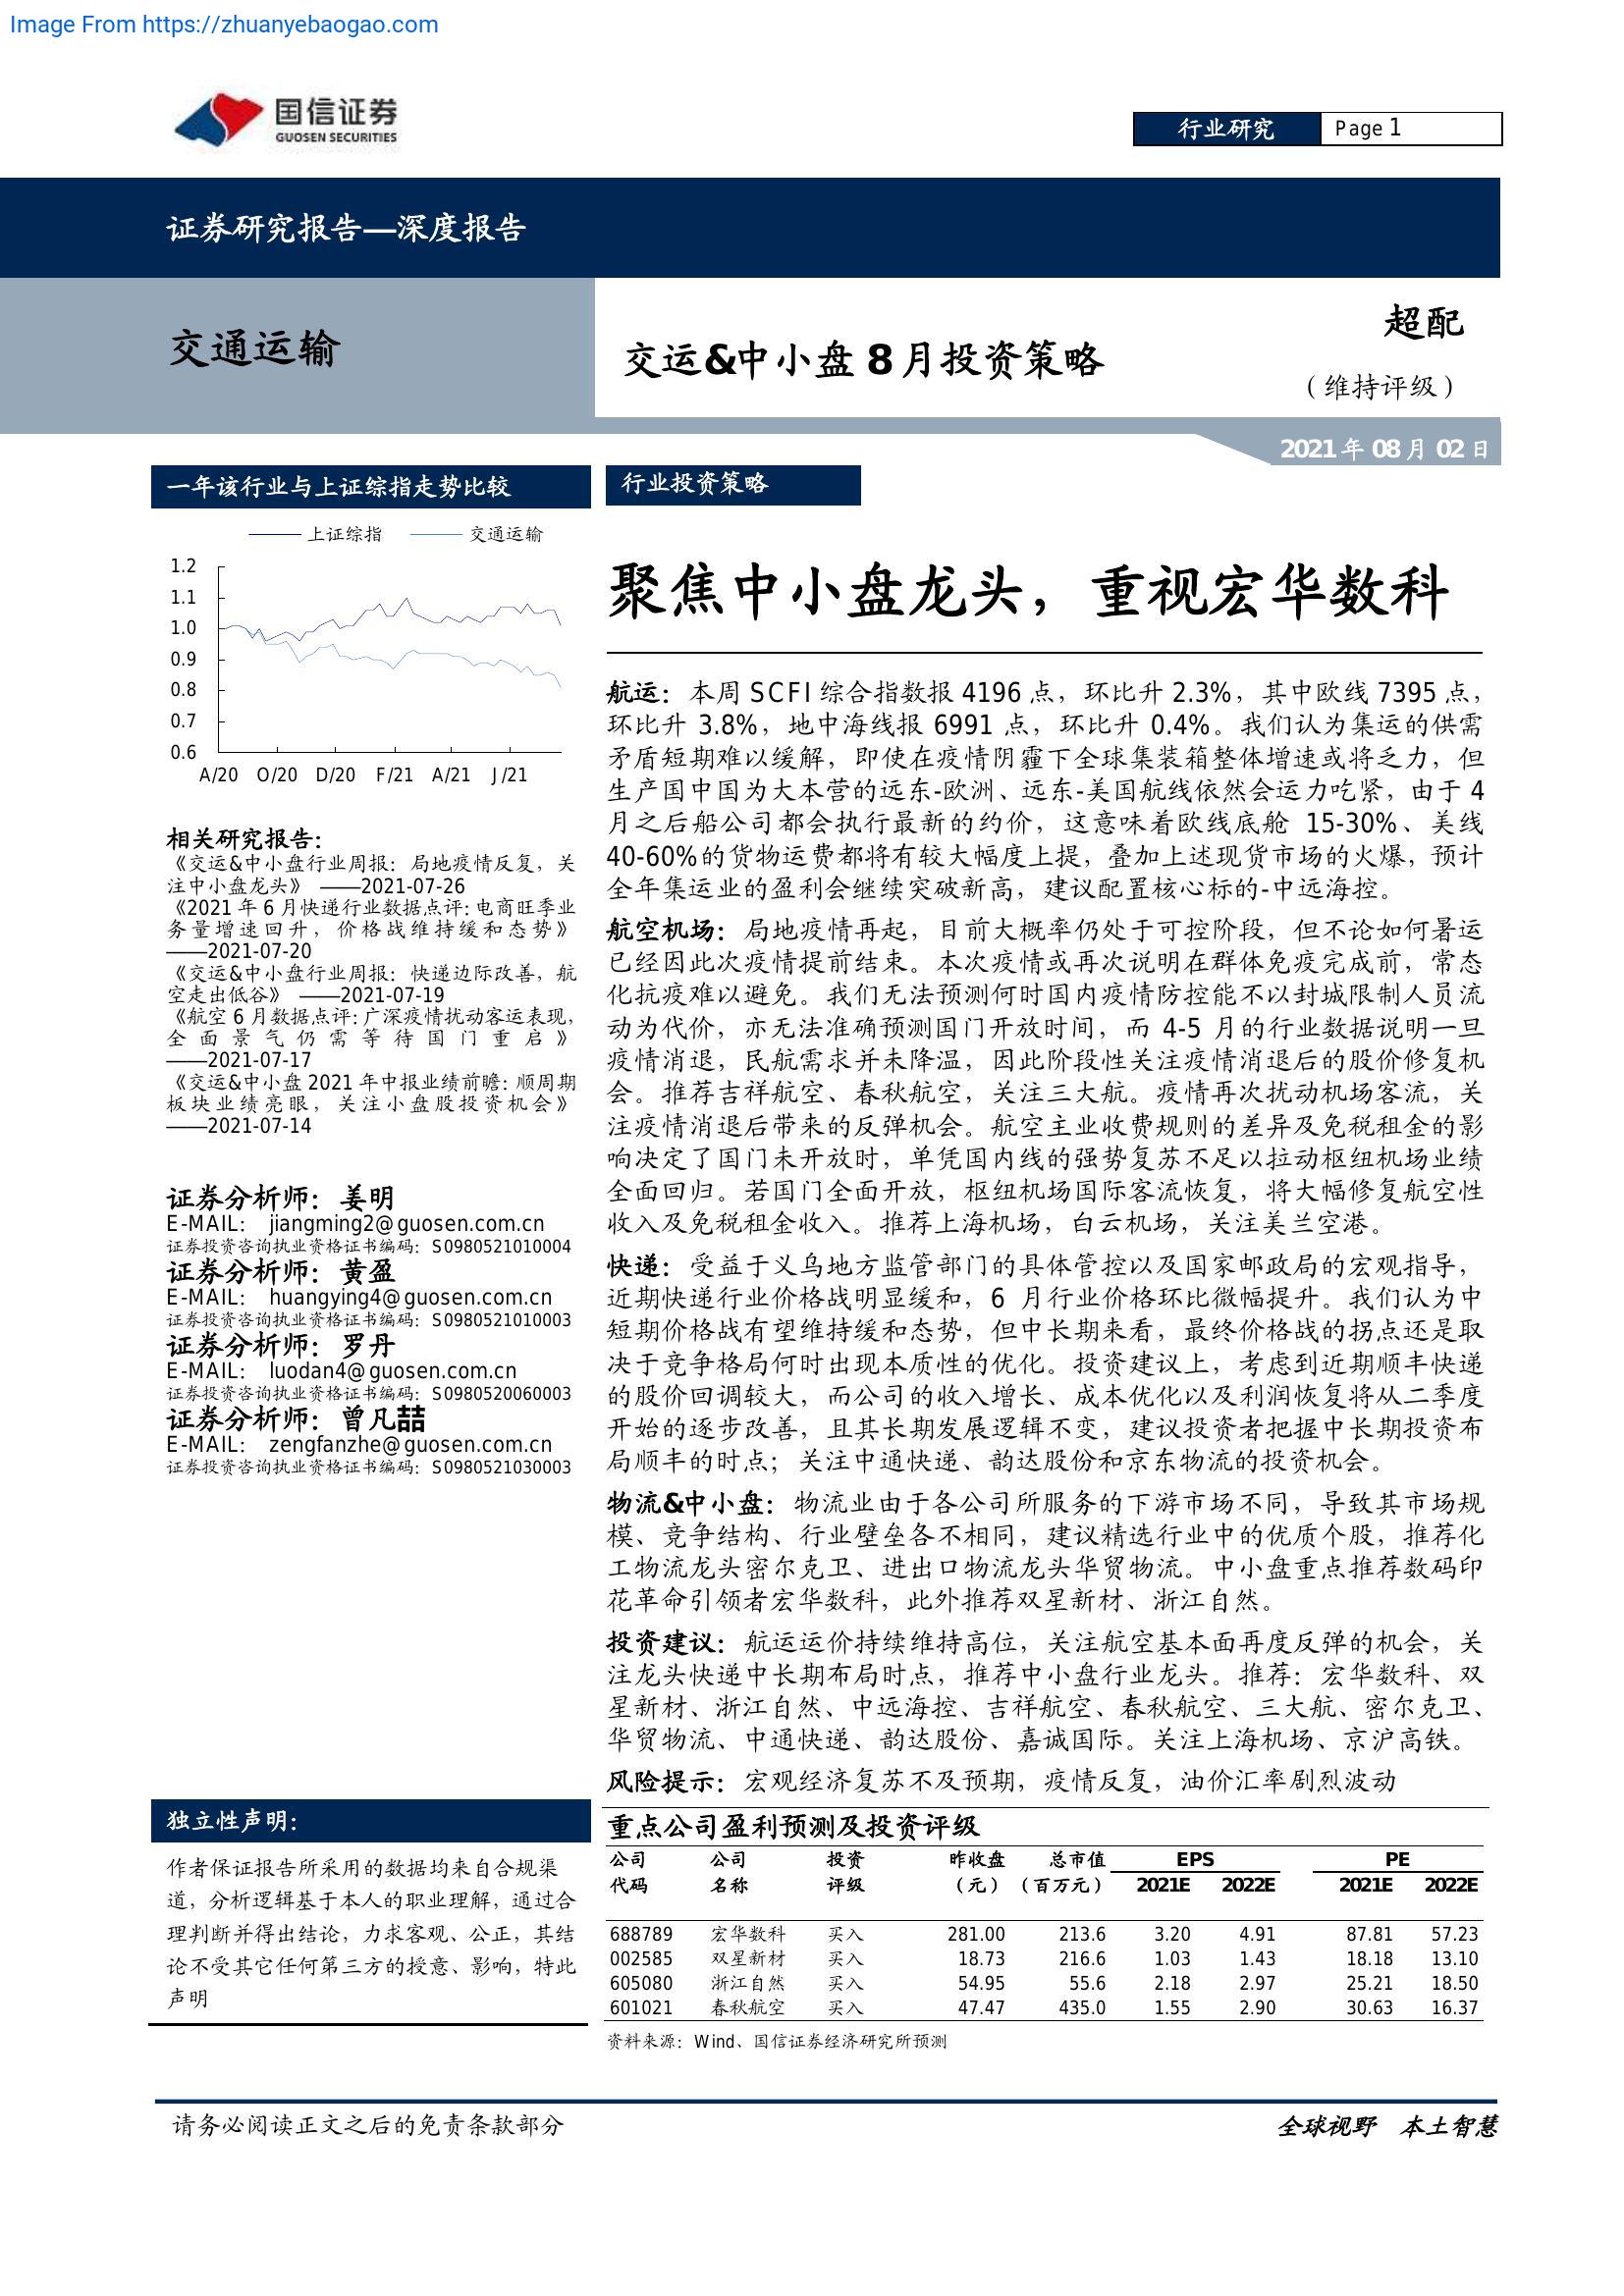 Image From https://zhuanyebaogao.com
国信证券
GUOSEN SECURITIES
行业研究 Page 1
证券研究报告—深度报告
交通运输
交运&中小盘 8 月投资策略
超配
（维持评级）
2021 年 08 月 02 日
一年该行业与上证综指走势比较
上证综指 交通运输
1.2
1.1
1.0
0.9
0.8
0.7
0.6
A/20 O/20 D/20 F/21 A/21 J/21
相关研究报告:
《交运&中小盘行业周报：局地疫情反复，关
注中小盘龙头》 ——2021-07-26
《2021 年 6 月快递行业数据点评：电商旺季业
务量增速回升，价格战维持缓和态势》
——2021-07-20
《交运&中小盘行业周报：快递边际改善，航
空走出低谷》 ——2021-07-19
《航空 6 月数据点评：广深疫情扰动客运表现，
全面景气仍需等待国门重启》
——2021-07-17
《交运&中小盘 2021 年中报业绩前瞻：顺周期
板块业绩亮眼，关注小盘股投资机会》
——2021-07-14
证券分析师：姜明
E-MAIL： jiangming2@guosen.com.cn
证券投资咨询执业资格证书编码：S0980521010004
证券分析师：黄盈
E-MAIL： huangying4@guosen.com.cn
证券投资咨询执业资格证书编码：S0980521010003
证券分析师：罗丹
E-MAIL： luodan4@guosen.com.cn
证券投资咨询执业资格证书编码：S0980520060003
证券分析师：曾凡喆
E-MAIL： zengfanzhe@guosen.com.cn
证券投资咨询执业资格证书编码：S0980521030003
独立性声明:
作者保证报告所采用的数据均来自合规渠
道，分析逻辑基于本人的职业理解，通过合
理判断并得出结论，力求客观、公正，其结
论不受其它任何第三方的授意、影响，特此
声明
行业投资策略
聚焦中小盘龙头，重视宏华数科
航运：本周 SCFI 综合指数报 4196 点，环比升 2.3%，其中欧线 7395 点，
环比升 3.8%，地中海线报 6991 点，环比升 0.4%。我们认为集运的供需
矛盾短期难以缓解，即使在疫情阴霾下全球集装箱整体增速或将乏力，但
生产国中国为大本营的远东-欧洲、远东-美国航线依然会运力吃紧，由于 4
月之后船公司都会执行最新的约价，这意味着欧线底舱 15-30%、美线
40-60%的货物运费都将有较大幅度上提，叠加上述现货市场的火爆，预计
全年集运业的盈利会继续突破新高，建议配置核心标的-中远海控。
航空机场：局地疫情再起，目前大概率仍处于可控阶段，但不论如何暑运
已经因此次疫情提前结束。本次疫情或再次说明在群体免疫完成前，常态
化抗疫难以避免。我们无法预测何时国内疫情防控能不以封城限制人员流
动为代价，亦无法准确预测国门开放时间，而 4-5 月的行业数据说明一旦
疫情消退，民航需求并未降温，因此阶段性关注疫情消退后的股价修复机
会。推荐吉祥航空、春秋航空，关注三大航。疫情再次扰动机场客流，关
注疫情消退后带来的反弹机会。航空主业收费规则的差异及免税租金的影
响决定了国门未开放时，单凭国内线的强势复苏不足以拉动枢纽机场业绩
全面回归。若国门全面开放，枢纽机场国际客流恢复，将大幅修复航空性
收入及免税租金收入。推荐上海机场，白云机场，关注美兰空港。
快递：受益于义乌地方监管部门的具体管控以及国家邮政局的宏观指导，
近期快递行业价格战明显缓和，6 月行业价格环比微幅提升。我们认为中
短期价格战有望维持缓和态势，但中长期来看，最终价格战的拐点还是取
决于竞争格局何时出现本质性的优化。投资建议上，考虑到近期顺丰快递
的股价回调较大，而公司的收入增长、成本优化以及利润恢复将从二季度
开始的逐步改善，且其长期发展逻辑不变，建议投资者把握中长期投资布
局顺丰的时点；关注中通快递、韵达股份和京东物流的投资机会。
物流&中小盘：物流业由于各公司所服务的下游市场不同，导致其市场规
模、竞争结构、行业壁垒各不相同，建议精选行业中的优质个股，推荐化
工物流龙头密尔克卫、进出口物流龙头华贸物流。中小盘重点推荐数码印
花革命引领者宏华数科，此外推荐双星新材、浙江自然。
投资建议：航运运价持续维持高位，关注航空基本面再度反弹的机会，关
注龙头快递中长期布局时点，推荐中小盘行业龙头。推荐：宏华数科、双
星新材、浙江自然、中远海控、吉祥航空、春秋航空、三大航、密尔克卫、
华贸物流、中通快递、韵达股份、嘉诚国际。关注上海机场、京沪高铁。
风险提示：宏观经济复苏不及预期，疫情反复，油价汇率剧烈波动
重点公司盈利预测及投资评级
公司 公司 投资 昨收盘 总市值 EPS PE
代码 名称 评级 （元） （百万元） 2021E 2022E 2021E 2022E
688789 宏华数科 买入 281.00 213.6 3.20 4.91 87.81 57.23
002585 双星新材 买入 18.73 216.6 1.03 1.43 18.18 13.10
605080 浙江自然 买入 54.95 55.6 2.18 2.97 25.21 18.50
601021 春秋航空 买入 47.47 435.0 1.55 2.90 30.63 16.37
资料来源：Wind、国信证券经济研究所预测
请务必阅读正文之后的免责条款部分
全球视野 本土智慧